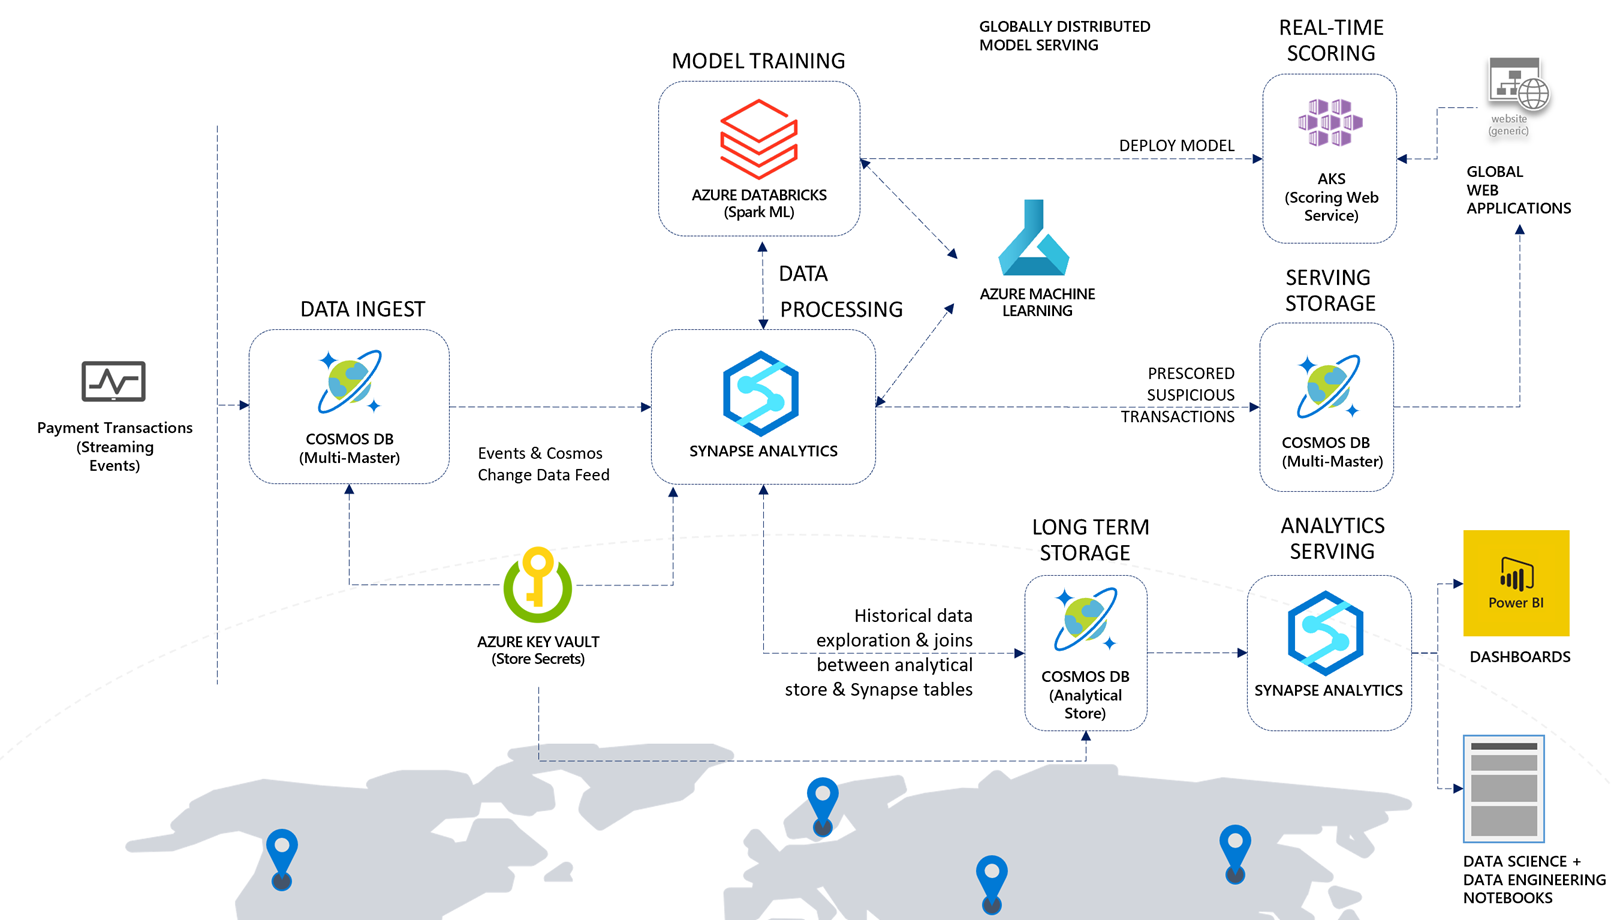 GLOBALLY DISTRIBUTED
MODEL SERVING
REAL-TIME
SCORING
MODEL TRAINING
AZURE DATABRICKS
(Spark ML)
DEPLOY MODEL
AKS
(Scoring Web
Service)
website
(generic)
GLOBAL
WEB
APPLICATIONS
DATA
PROCESSING
AZURE MACHINE
LEARNING
SERVING
STORAGE
DATA INGEST
Payment Transactions
(Streaming
Events)
COSMOS DB
(Multi-Master)
Events & Cosmos
Change Data Feed
SYNAPSE ANALYTICS
PRESCORED
SUSPICIOUS
TRANSACTIONS
COSMOS DB
(Multi-Master)
AZURE KEY VAULT
(Store Secrets)
Historical data
exploration & joins
between analytical
store & Synapse tables
LONG TERM
STORAGE
COSMOS DB
(Analytical
Store)
ANALYTICS
SERVING
SYNAPSE ANALYTICS
Power BI
DASHBOARDS
DATA SCIENCE +
DATA ENGINEERING
NOTEBOOKS